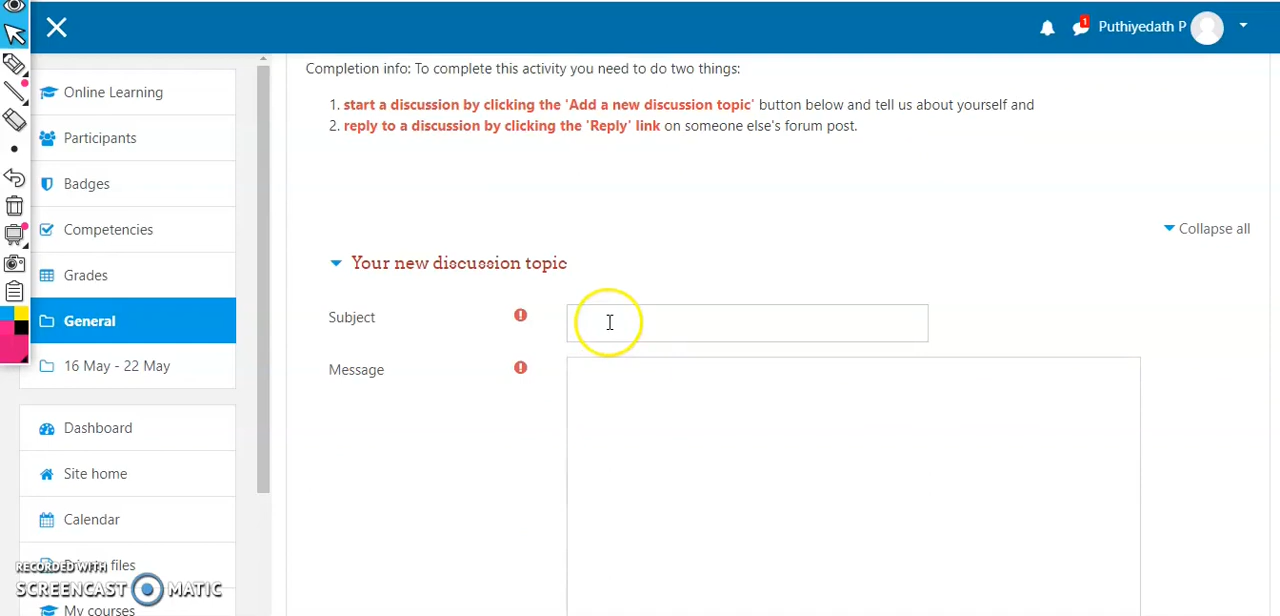 1
Puthiyedath P
Completion info: To complete this activity you need to do two things:
1. start a discussion by clicking the 'Add a new discussion topic' button below and tell us about yourself and
2. reply to a discussion by clicking the 'Reply' link on someone else's forum post.
Online Learning
Participants
Badges
Competencies
Grades
General
16 May - 22 May
Dashboard
Site home
Calendar
Private files
My courses
Collapse all
Your new discussion topic
Subject
Message
RECORDED WITH
SCREENCAST MATIC